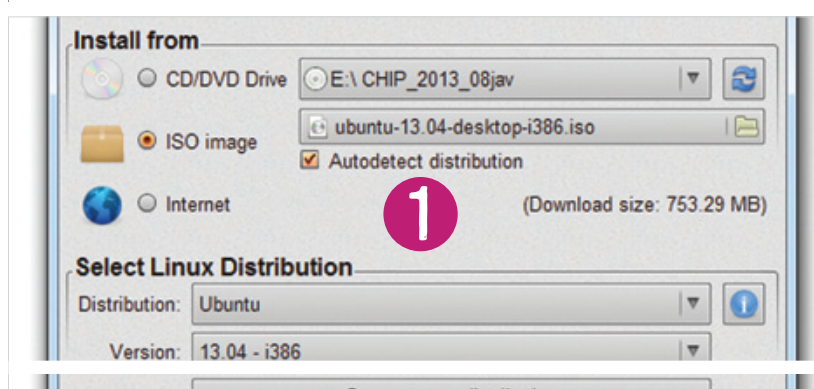 Install from
CD/DVD Drive E:\ CHIP_2013_08jav
ISO image ubuntu-13.04-desktop-i386.iso
Autodetect distribution
Internet (Download size: 753.29 MB)
1
Select Linux Distribution
Distribution: Ubuntu
Version: 13.04 - i386